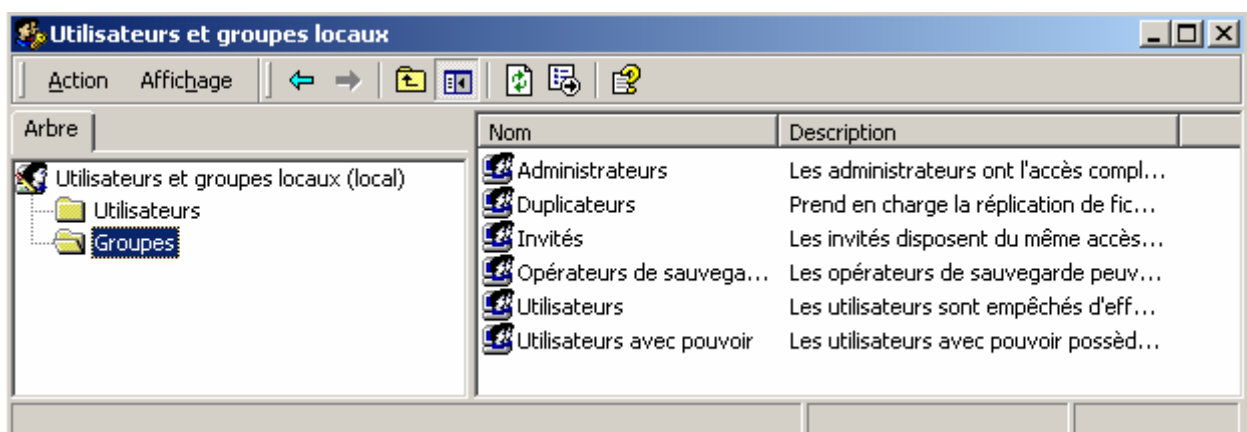 Utilisateurs et groupes locaux
Action Affichage
Arbre
Nom Description
Utilisateurs et groupes locaux (local)
Utilisateurs
Groupes
Administrateurs Les administrateurs ont l'accès compl...
Duplicateurs Prend en charge la réplication de fic...
Invités Les invités disposent du même accès...
Opérateurs de sauvega... Les opérateurs de sauvegarde peuv...
Utilisateurs Les utilisateurs sont empêchés d'eff...
Utilisateurs avec pouvoir Les utilisateurs avec pouvoir possèd...